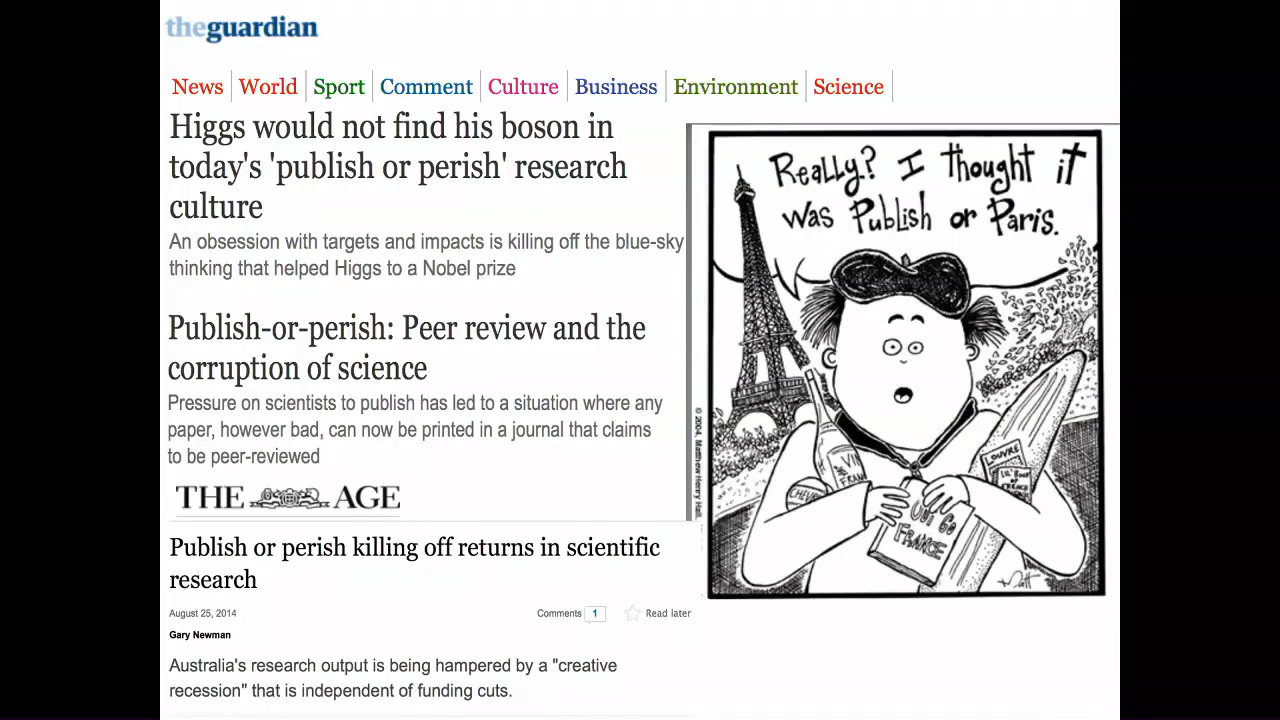 theguardian
News World Sport Comment Culture Business Environment Science
Higgs would not find his boson in
today's 'publish or perish' research
culture
An obsession with targets and impacts is killing off the blue-sky
thinking that helped Higgs to a Nobel prize
Publish-or-perish: Peer review and the
corruption of science
Pressure on scientists to publish has led to a situation where any
paper, however bad, can now be printed in a journal that claims
to be peer-reviewed
THE AGE
Publish or perish killing off returns in scientific
research
August 25, 2014
Comments 1 Read later
Gary Newman
Australia's research output is being hampered by a "creative
recession" that is independent of funding cuts.
Really? I thought it
was Publish or Paris.
© 2004, Matthew Henry Hall
LOUVRE
FRANCE